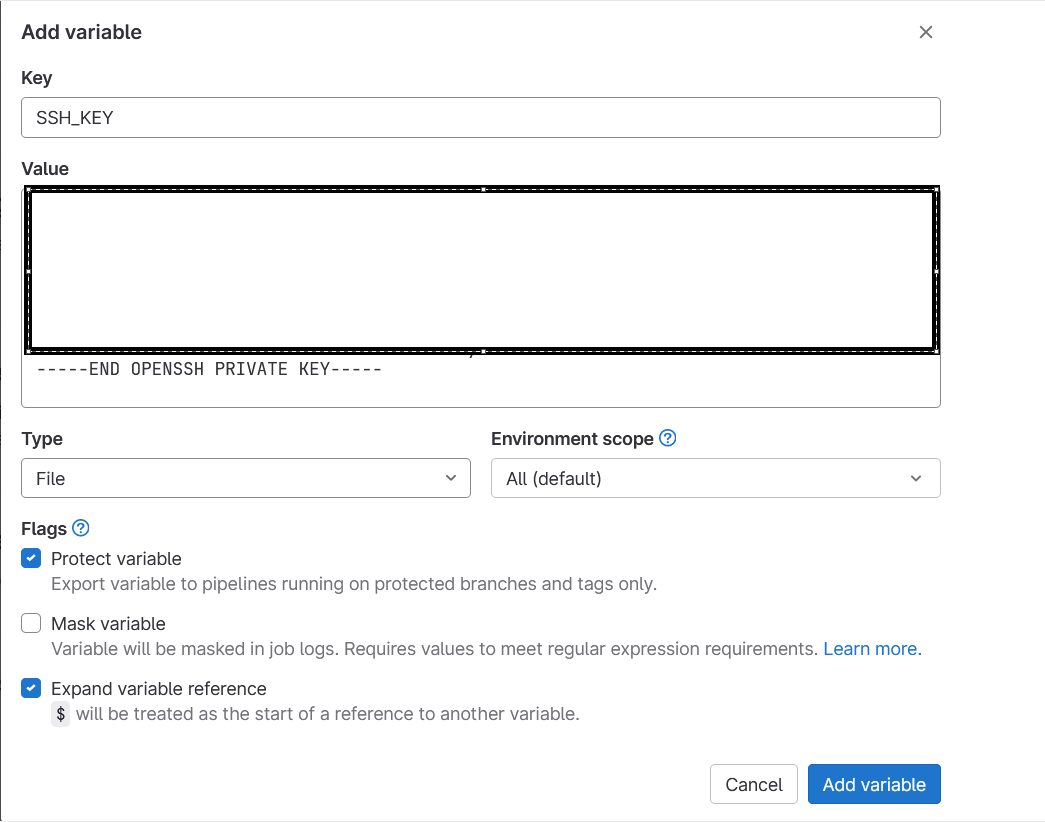 Add variable
Key
SSH_KEY
Value
-----END OPENSSH PRIVATE KEY-----
Type
Environment scope
File
All (default)
Flags
Protect variable
Export variable to pipelines running on protected branches and tags only.
Mask variable
Variable will be masked in job logs. Requires values to meet regular expression requirements. Learn more.
Expand variable reference
$ will be treated as the start of a reference to another variable.
Cancel
Add variable